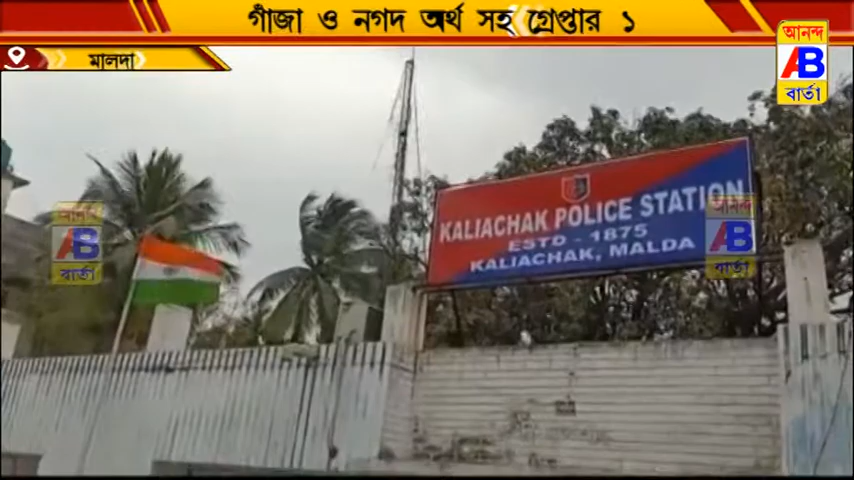 গাঁজা ও নগদ অর্থ সহ গ্রেপ্তার ১
মালদা
আনন্দ
AB
বার্তা
KALIACHAK POLICE STATION
ESTD - 1875
KALIACHAK, MALDA
আনন্দ
AB
বার্তা
আনন্দ
AB
বার্তা